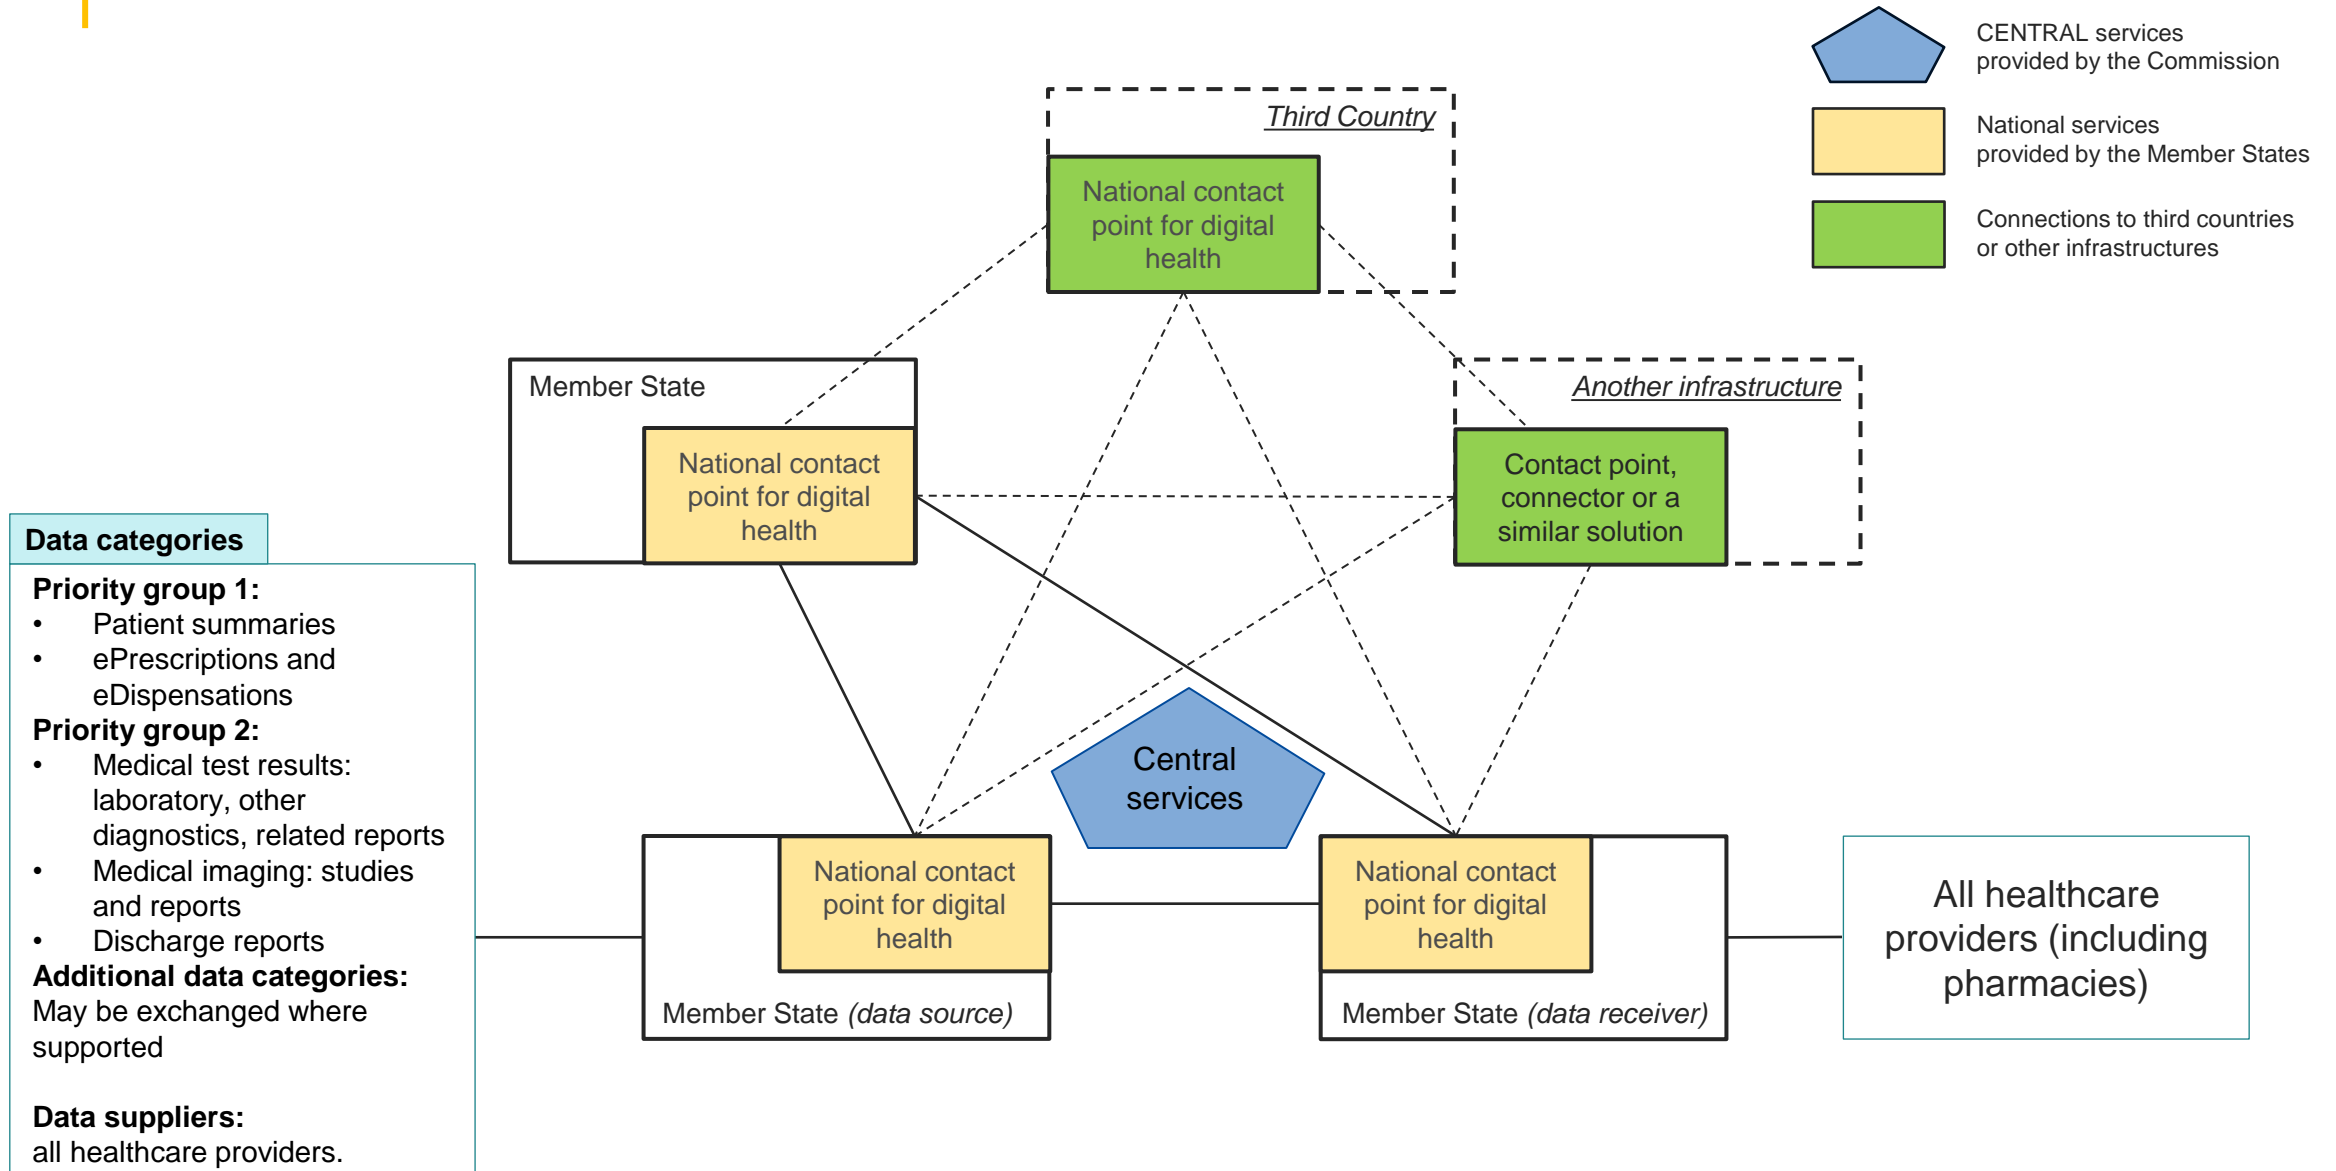 CENTRAL services
provided by the Commission
National services
provided by the Member States
Connections to third countries
or other infrastructures
Third Country
National contact
point for digital
health
Member State
National contact
point for digital
health
Another infrastructure
Contact point,
connector or a
similar solution
Data categories
Priority group 1:
• Patient summaries
• ePrescriptions and
eDispensations
Priority group 2:
• Medical test results:
laboratory, other
diagnostics, related reports
• Medical imaging: studies
and reports
• Discharge reports
Additional data categories:
May be exchanged where
supported
Data suppliers:
all healthcare providers.
Central
services
National contact
point for digital
health
Member State (data source)
National contact
point for digital
health
Member State (data receiver)
All healthcare
providers (including
pharmacies)